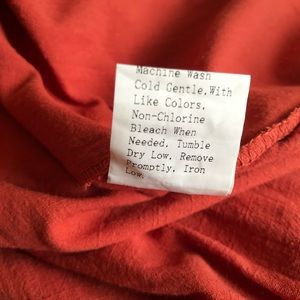 Machine Wash
Cold Gentle,With
Like Colors,
Non-Chlorine
Bleach When
Needed, Tumble
Dry Low, Remove
Promptly, Iron
Low.